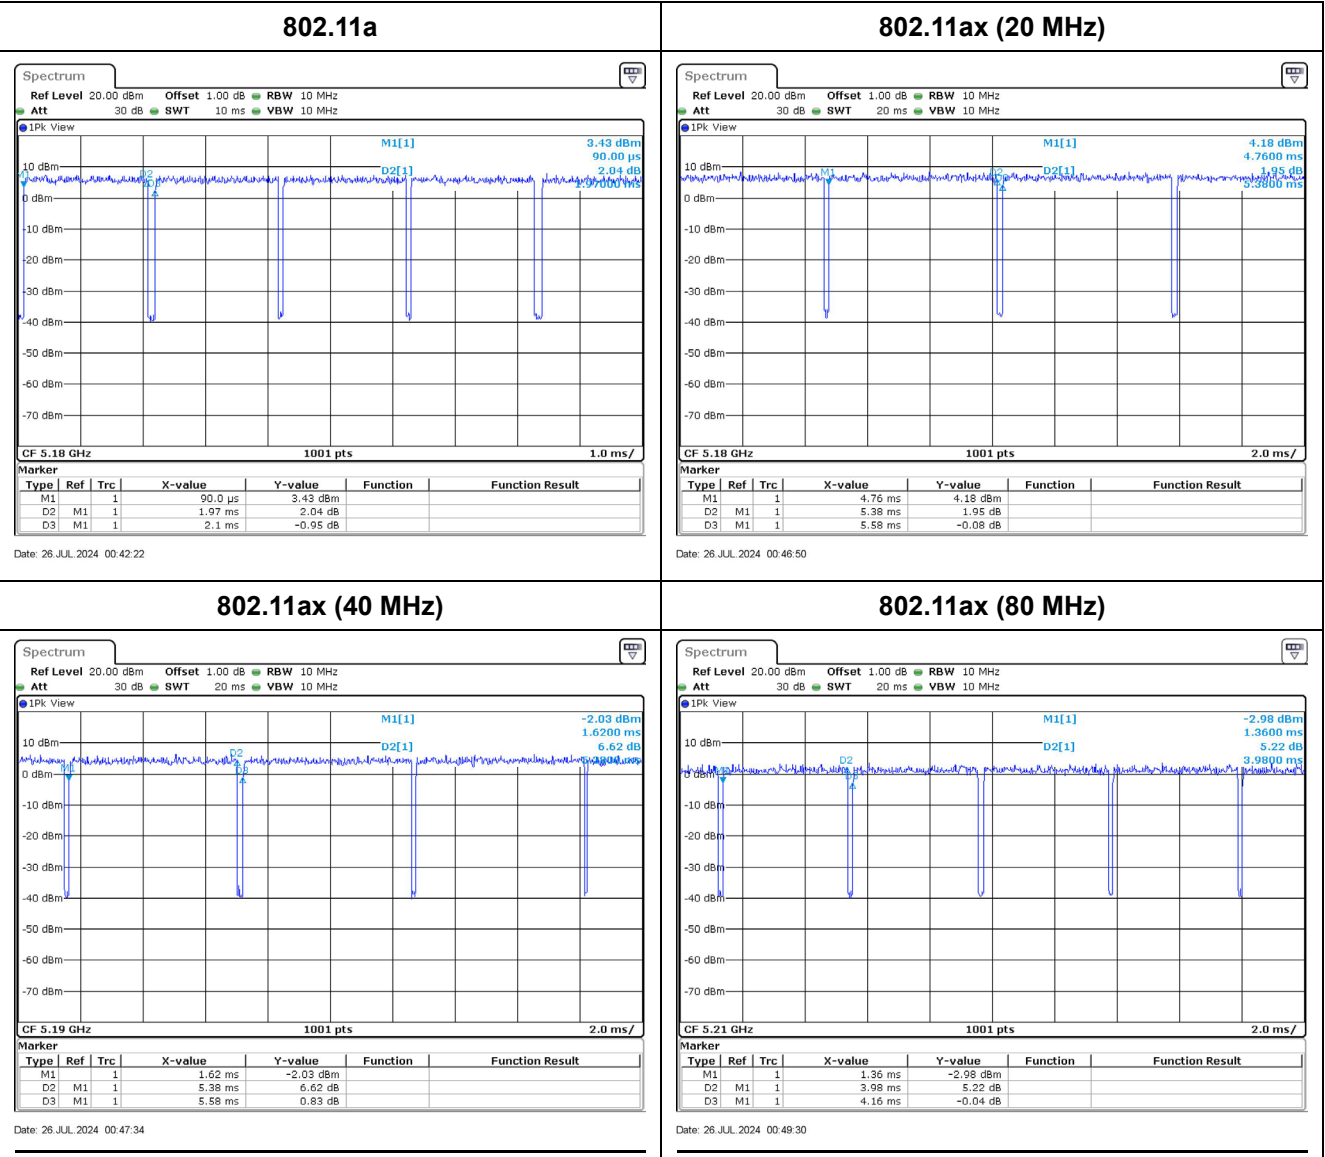 802.11a
802.11ax (20 MHz)
Spectrum
Ref Level 20.00 dBm Offset 1.00 dB RBW 10 MHz
Att 30 dB SWT 10 ms VBW 10 MHz
1Pk View
M1[1] 3.43 dBm
90.00 µs
D2[1] 2.04 dB
1.97000 ms
M1
D2
D3
10 dBm
0 dBm
-10 dBm
-20 dBm
-30 dBm
-40 dBm
-50 dBm
-60 dBm
-70 dBm
CF 5.18 GHz 1001 pts 1.0 ms/
Marker
Type Ref Trc X-value Y-value Function Function Result
M1 1 90.0 µs 3.43 dBm
D2 M1 1 1.97 ms 2.04 dB
D3 M1 1 2.1 ms -0.95 dB
Date: 26.JUL.2024 00:42:22
Spectrum
Ref Level 20.00 dBm Offset 1.00 dB RBW 10 MHz
Att 30 dB SWT 20 ms VBW 10 MHz
1Pk View
M1[1] 4.18 dBm
4.7600 ms
D2[1] 1.95 dB
5.3800 ms
M1
D2
10 dBm
0 dBm
-10 dBm
-20 dBm
-30 dBm
-40 dBm
-50 dBm
-60 dBm
-70 dBm
CF 5.18 GHz 1001 pts 2.0 ms/
Marker
Type Ref Trc X-value Y-value Function Function Result
M1 1 4.76 ms 4.18 dBm
D2 M1 1 5.38 ms 1.95 dB
D3 M1 1 5.58 ms -0.08 dB
Date: 26.JUL.2024 00:46:50
802.11ax (40 MHz)
802.11ax (80 MHz)
Spectrum
Ref Level 20.00 dBm Offset 1.00 dB RBW 10 MHz
Att 30 dB SWT 20 ms VBW 10 MHz
1Pk View
M1[1] -2.03 dBm
1.6200 ms
D2[1] 6.62 dB
5.3800 ms
M1
D2
D3
10 dBm
0 dBm
-10 dBm
-20 dBm
-30 dBm
-40 dBm
-50 dBm
-60 dBm
-70 dBm
CF 5.19 GHz 1001 pts 2.0 ms/
Marker
Type Ref Trc X-value Y-value Function Function Result
M1 1 1.62 ms -2.03 dBm
D2 M1 1 5.38 ms 6.62 dB
D3 M1 1 5.58 ms 0.83 dB
Date: 26.JUL.2024 00:47:34
Spectrum
Ref Level 20.00 dBm Offset 1.00 dB RBW 10 MHz
Att 30 dB SWT 20 ms VBW 10 MHz
1Pk View
M1[1] -2.98 dBm
1.3600 ms
D2[1] 5.22 dB
3.9800 ms
M1
D2
D3
10 dBm
0 dBm
-10 dBm
-20 dBm
-30 dBm
-40 dBm
-50 dBm
-60 dBm
-70 dBm
CF 5.21 GHz 1001 pts 2.0 ms/
Marker
Type Ref Trc X-value Y-value Function Function Result
M1 1 1.36 ms -2.98 dBm
D2 M1 1 3.98 ms 5.22 dB
D3 M1 1 4.16 ms -0.04 dB
Date: 26.JUL.2024 00:49:30